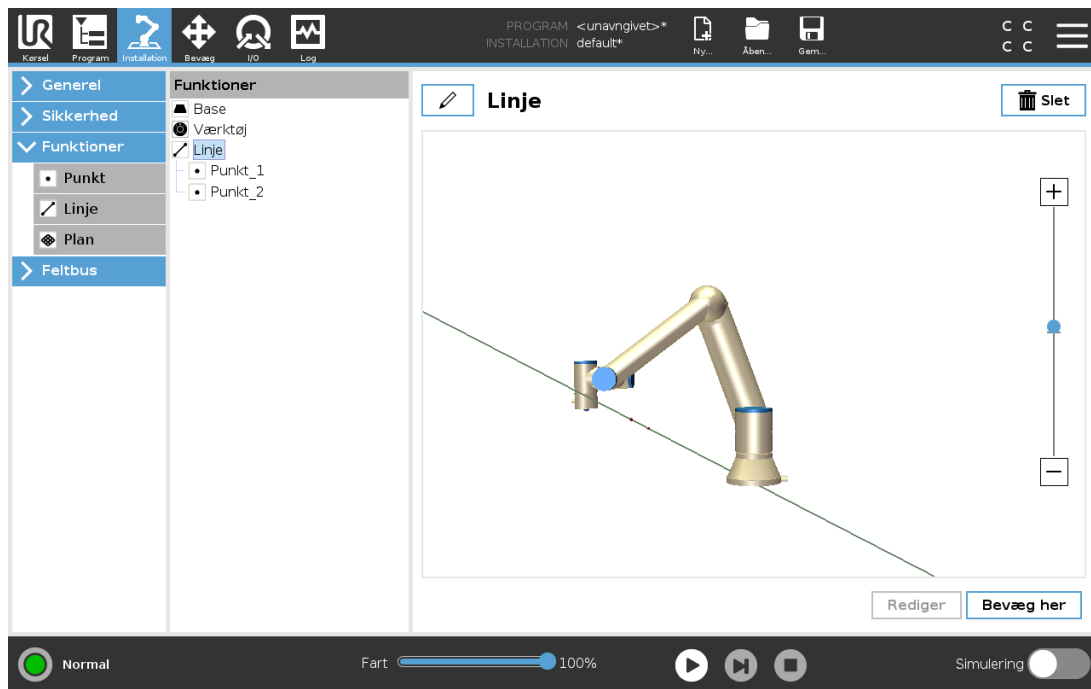 PROGRAM <unavngivet>*
INSTALLATION default*
Kørsel
Program
Installation
Bevæg
I/O
Log
Ny...
Åben...
Gem...
C C
C C
Generel
Sikkerhed
Funktioner
Punkt
Linje
Plan
Feltbus
Funktioner
Base
Værktøj
Linje
Punkt_1
Punkt_2
Linje
Slet
Rediger
Bevæg her
Normal
Fart
100%
Simulering